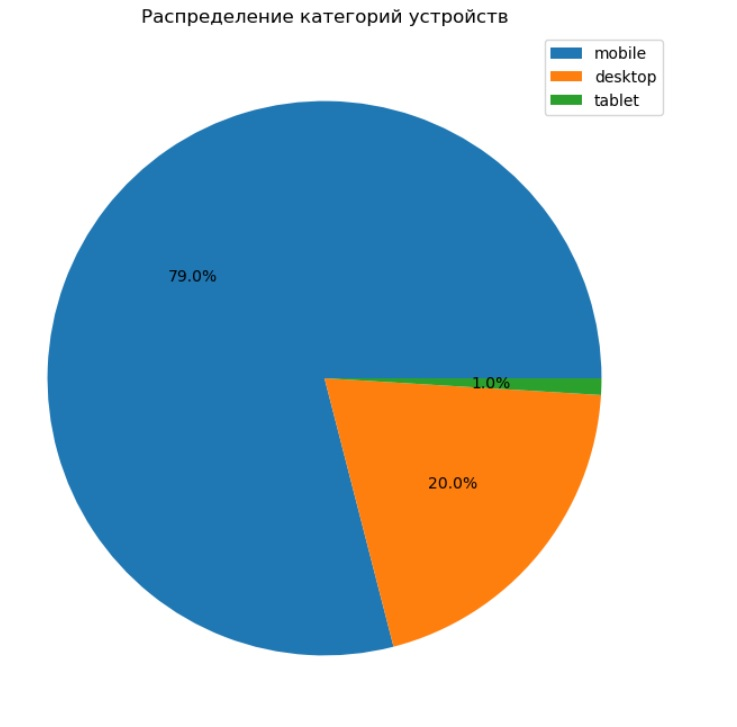 Распределение категорий устройств
mobile
desktop
tablet
79.0%
1.0%
20.0%